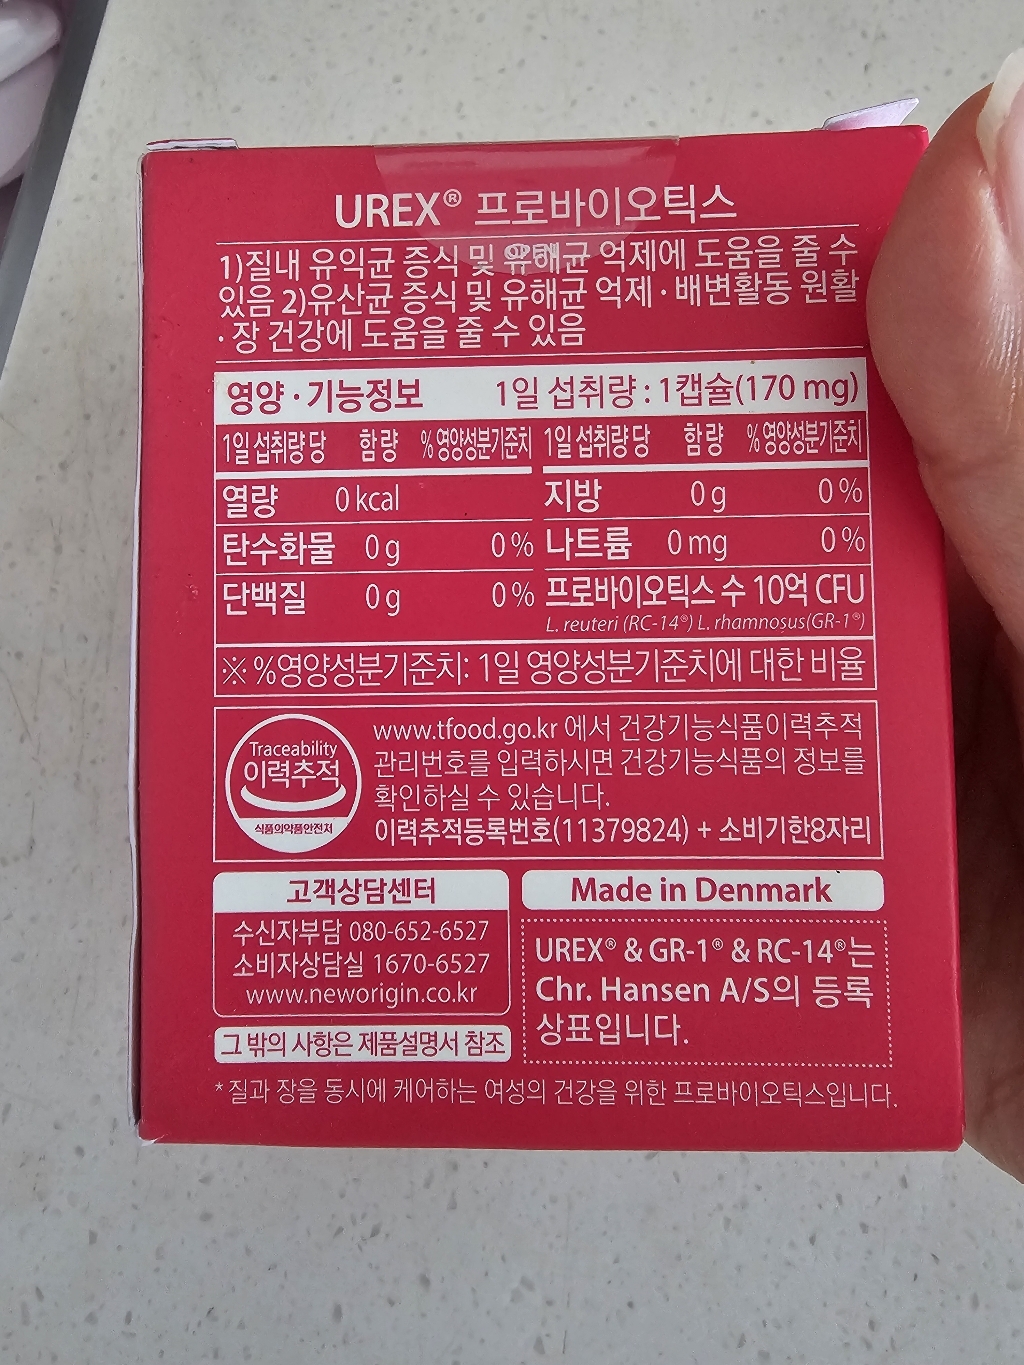 UREX® 프로바이오틱스
1)질내 유익균 증식 및 유해균 억제에 도움을 줄 수
있음 2)유산균 증식 및 유해균 억제 · 배변활동 원활
· 장 건강에 도움을 줄 수 있음
영양 · 기능정보 1일 섭취량 : 1캡슐(170 mg)
1일 섭취량 당 함량 % 영양성분기준치 1일 섭취량 당 함량 % 영양성분기준치
열량 0 kcal 지방 0 g 0 %
탄수화물 0 g 0 % 나트륨 0 mg 0 %
단백질 0 g 0 % 프로바이오틱스 수 10억 CFU
L. reuteri (RC-14®) L. rhamnosus(GR-1®)
※ %영양성분기준치: 1일 영양성분기준치에 대한 비율
Traceability
이력추적
식품의약품안전처
www.tfood.go.kr 에서 건강기능식품이력추적
관리번호를 입력하시면 건강기능식품의 정보를
확인하실 수 있습니다.
이력추적등록번호(11379824) + 소비기한8자리
고객상담센터
수신자부담 080-652-6527
소비자상담실 1670-6527
www.neworigin.co.kr
그 밖의 사항은 제품설명서 참조
Made in Denmark
UREX® & GR-1® & RC-14®는
Chr. Hansen A/S의 등록
상표입니다.
* 질과 장을 동시에 케어하는 여성의 건강을 위한 프로바이오틱스입니다.